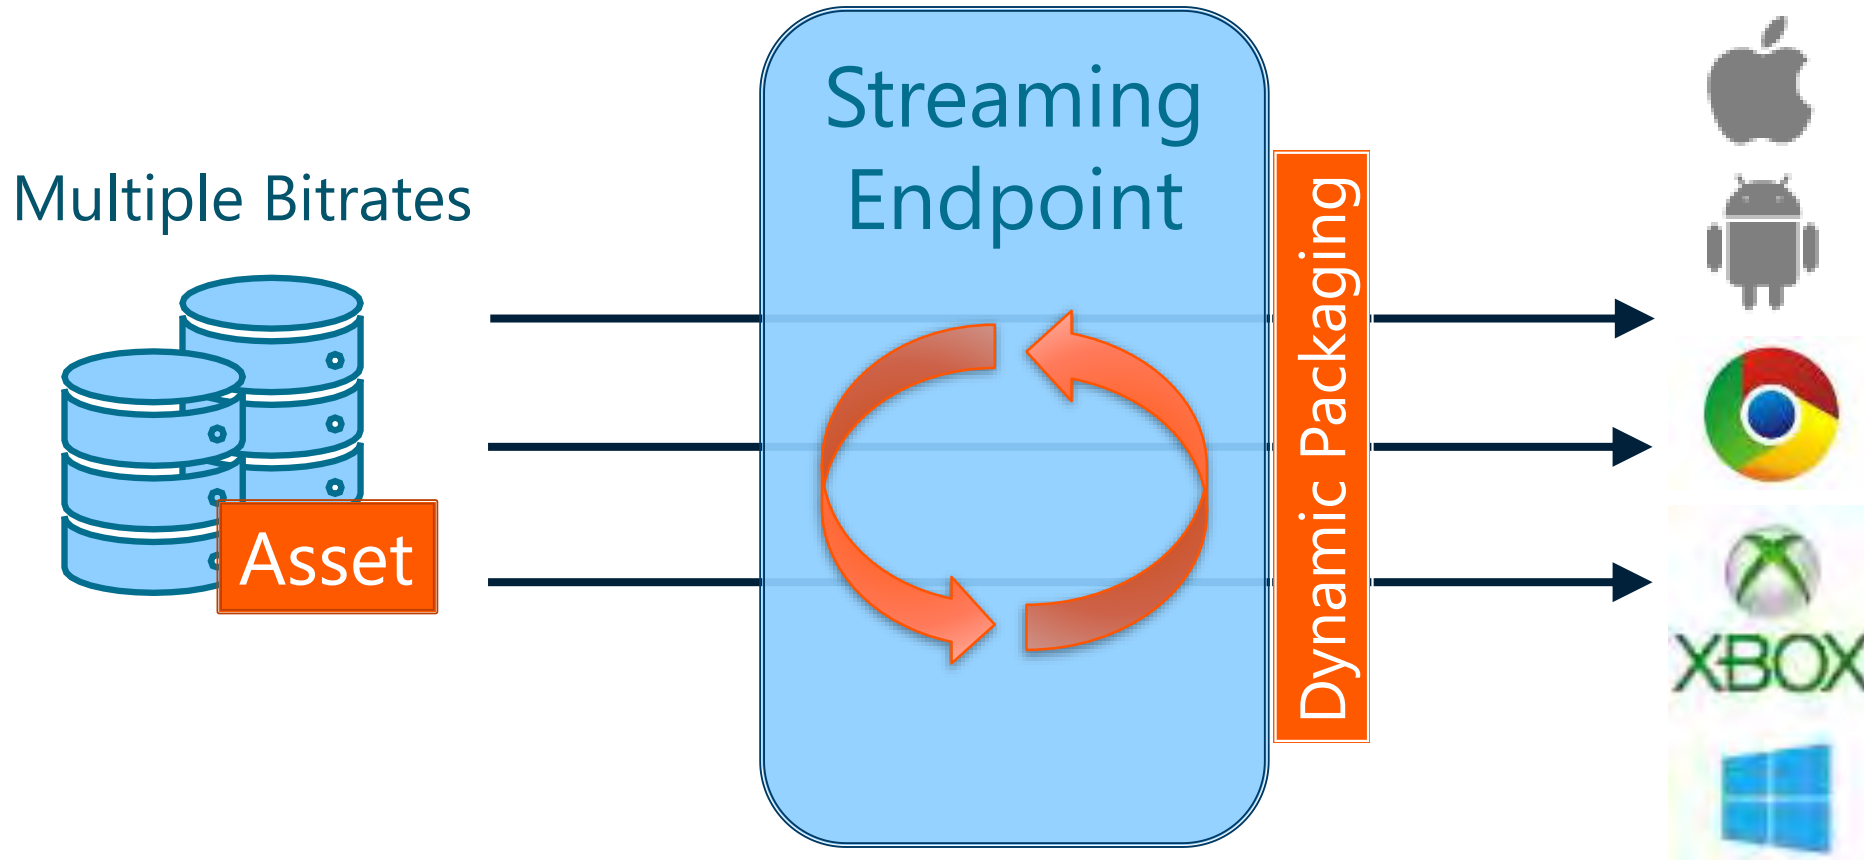 Multiple Bitrates
Asset
Streaming
Endpoint
Dynamic Packaging
XBOX